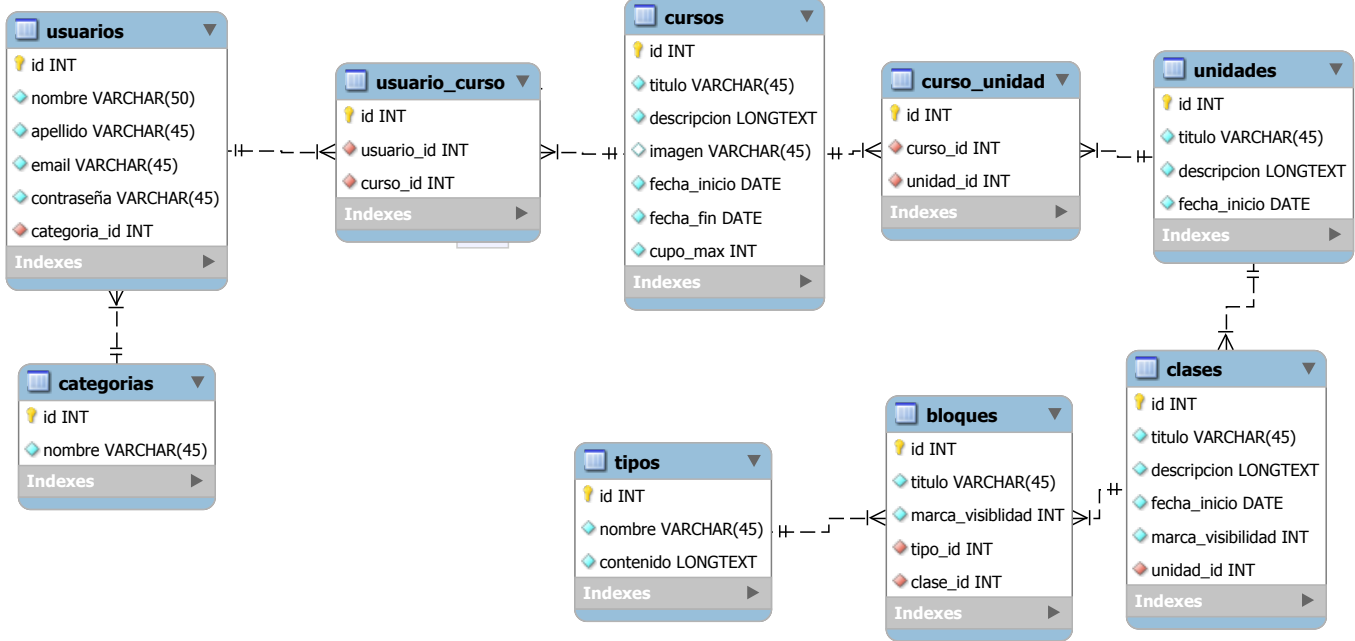 usuarios
id INT
nombre VARCHAR(50)
apellido VARCHAR(45)
email VARCHAR(45)
contraseña VARCHAR(45)
categoria_id INT
Indexes
usuario_curso
id INT
usuario_id INT
curso_id INT
Indexes
cursos
id INT
titulo VARCHAR(45)
descripcion LONGTEXT
imagen VARCHAR(45)
fecha_inicio DATE
fecha_fin DATE
cupo_max INT
Indexes
curso_unidad
id INT
curso_id INT
unidad_id INT
Indexes
unidades
id INT
titulo VARCHAR(45)
descripcion LONGTEXT
fecha_inicio DATE
Indexes
categorias
id INT
nombre VARCHAR(45)
Indexes
tipos
id INT
nombre VARCHAR(45)
contenido LONGTEXT
Indexes
bloques
id INT
titulo VARCHAR(45)
marca_visiblidad INT
tipo_id INT
clase_id INT
Indexes
clases
id INT
titulo VARCHAR(45)
descripcion LONGTEXT
fecha_inicio DATE
marca_visibilidad INT
unidad_id INT
Indexes